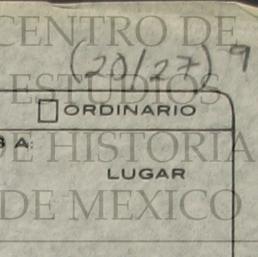 CENTRO DE
(20/27) 9
ESTUDIOS
ORDINARIO
A:
DE HISTORIA
LUGAR
DE MEXICO